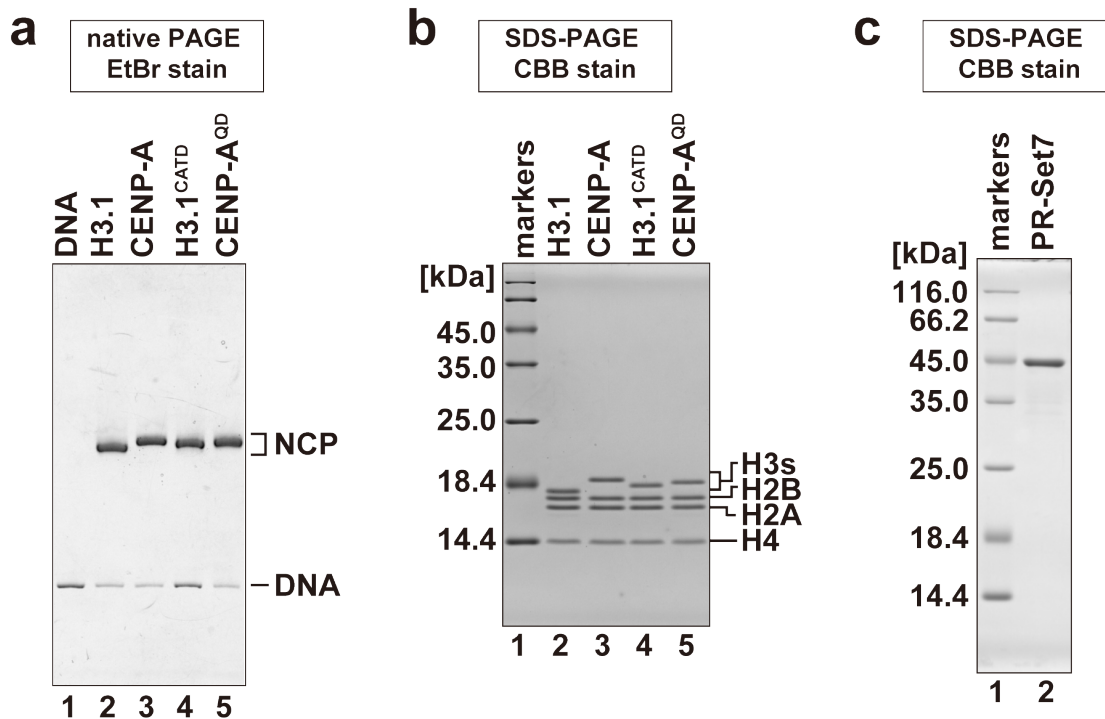 a
native PAGE
EtBr stain
DNA
H3.1
CENP-A
H3.1CATD
CENP-AQD
NCP
DNA
1 2 3 4 5
b
SDS-PAGE
CBB stain
markers
H3.1
CENP-A
H3.1CATD
CENP-AQD
[kDa]
45.0
35.0
25.0
18.4
14.4
H3s
H2B
H2A
H4
1 2 3 4 5
c
SDS-PAGE
CBB stain
markers
PR-Set7
[kDa]
116.0
66.2
45.0
35.0
25.0
18.4
14.4
1 2